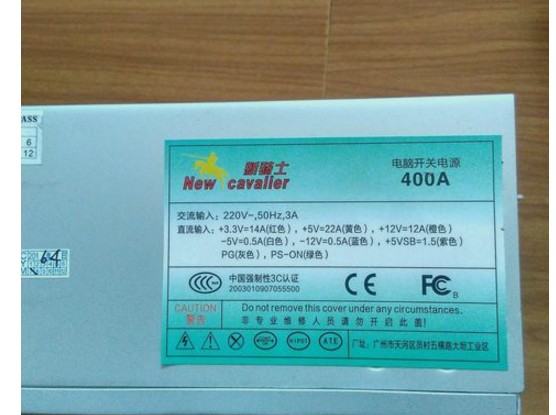 ASS
6
12
新骑士
New cavalier
电脑开关电源
400A
交流输入：220V~,50Hz,3A
直流输入：+3.3V=14A(红色)，+5V=22A(黄色)，+12V=12A(橙色)
-5V=0.5A(白色)，-12V=0.5A(蓝色)，+5VSB=1.5(紫色)
PG(灰色)，PS-ON(绿色)
中国强制性3C认证
2003010907055500
CE
FC B
CAUTION
警告
Do not remove this cover under any circumstances.
非专业维修人员请勿开启此盖!
HIPOT
ATE
厂址：广州市天河区员村五横路大坦工业区
64